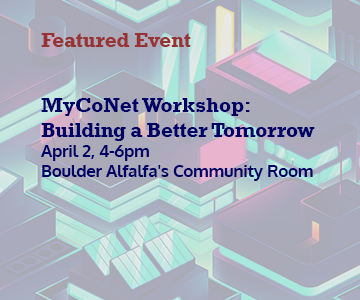 Featured Event
MyCoNet Workshop:
Building a Better Tomorrow
April 2, 4-6pm
Boulder Alfalfa's Community Room